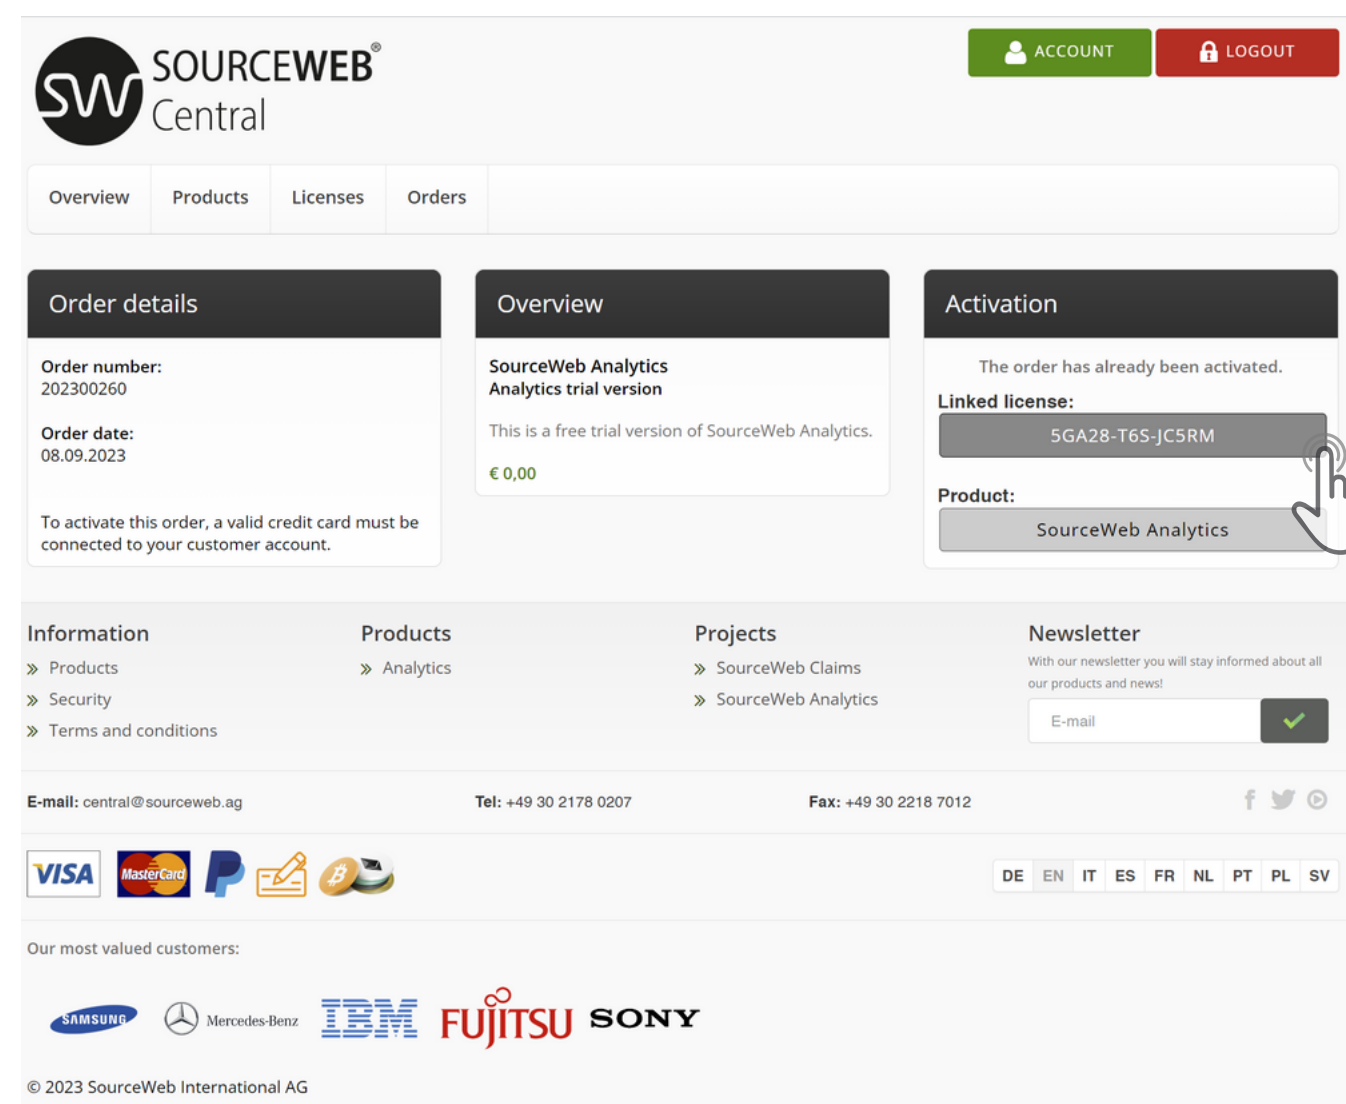 SW SOURCEWEB®
Central
ACCOUNT
LOGOUT
Overview Products Licenses Orders
Order details
Order number:
202300260
Order date:
08.09.2023
To activate this order, a valid credit card must be
connected to your customer account.
Overview
SourceWeb Analytics
Analytics trial version
This is a free trial version of SourceWeb Analytics.
€ 0,00
Activation
The order has already been activated.
Linked license:
5GA28-T6S-JC5RM
Product:
SourceWeb Analytics
Information
Products
Security
Terms and conditions
Products
Analytics
Projects
SourceWeb Claims
SourceWeb Analytics
Newsletter
With our newsletter you will stay informed about all
our products and news!
E-mail
E-mail: central@sourceweb.ag Tel: +49 30 2178 0207 Fax: +49 30 2218 7012
VISA MasterCard
DE EN IT ES FR NL PT PL SV
Our most valued customers:
SAMSUNG Mercedes-Benz IBM FUJITSU SONY
© 2023 SourceWeb International AG